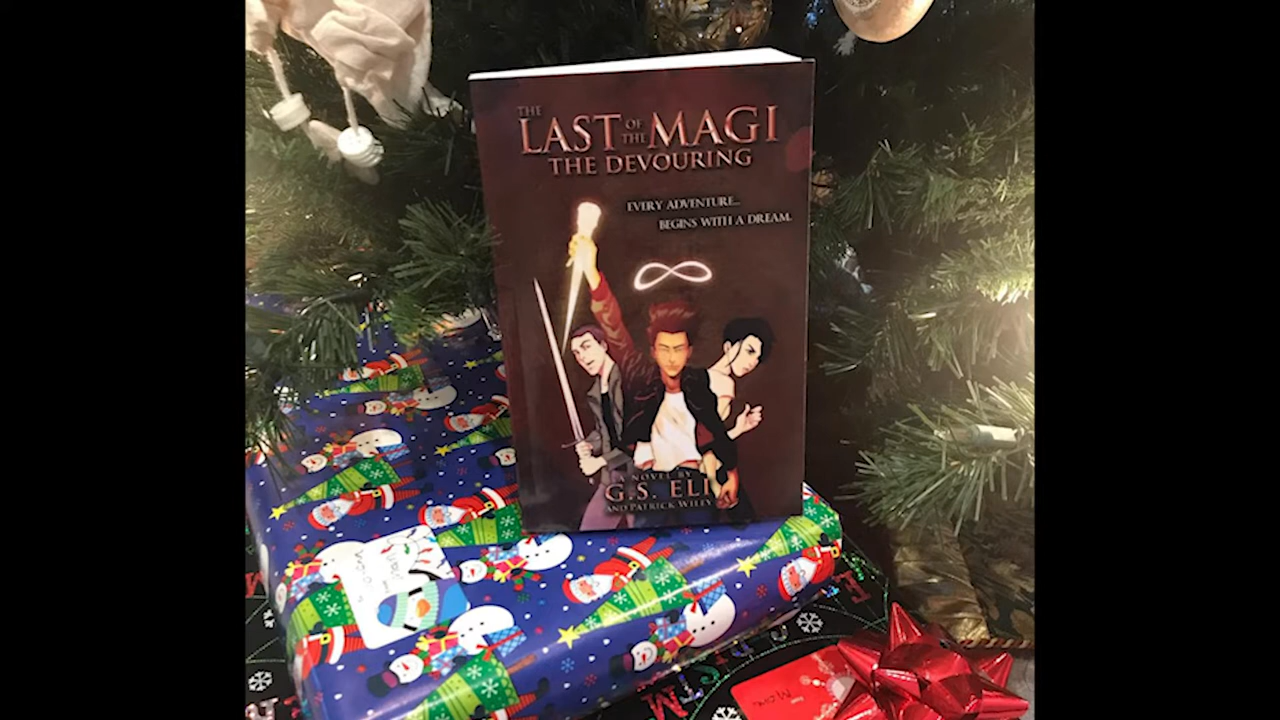 THE
LAST OF THE MAGI
THE DEVOURING
EVERY ADVENTURE...
BEGINS WITH A DREAM.
A NOVEL BY
G.S. ELI
AND PATRICK WILEY